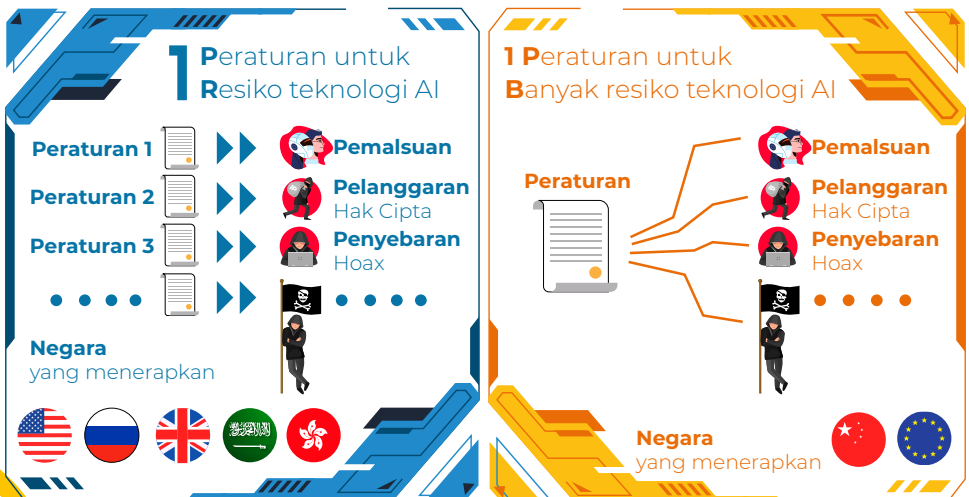 1 Peraturan untuk
Resiko teknologi AI
Peraturan 1
Pemalsuan
Peraturan 2
Pelanggaran
Hak Cipta
Peraturan 3
Penyebaran
Hoax
Negara
yang menerapkan
1 Peraturan untuk
Banyak resiko teknologi AI
Peraturan
Pemalsuan
Pelanggaran
Hak Cipta
Penyebaran
Hoax
Negara
yang menerapkan